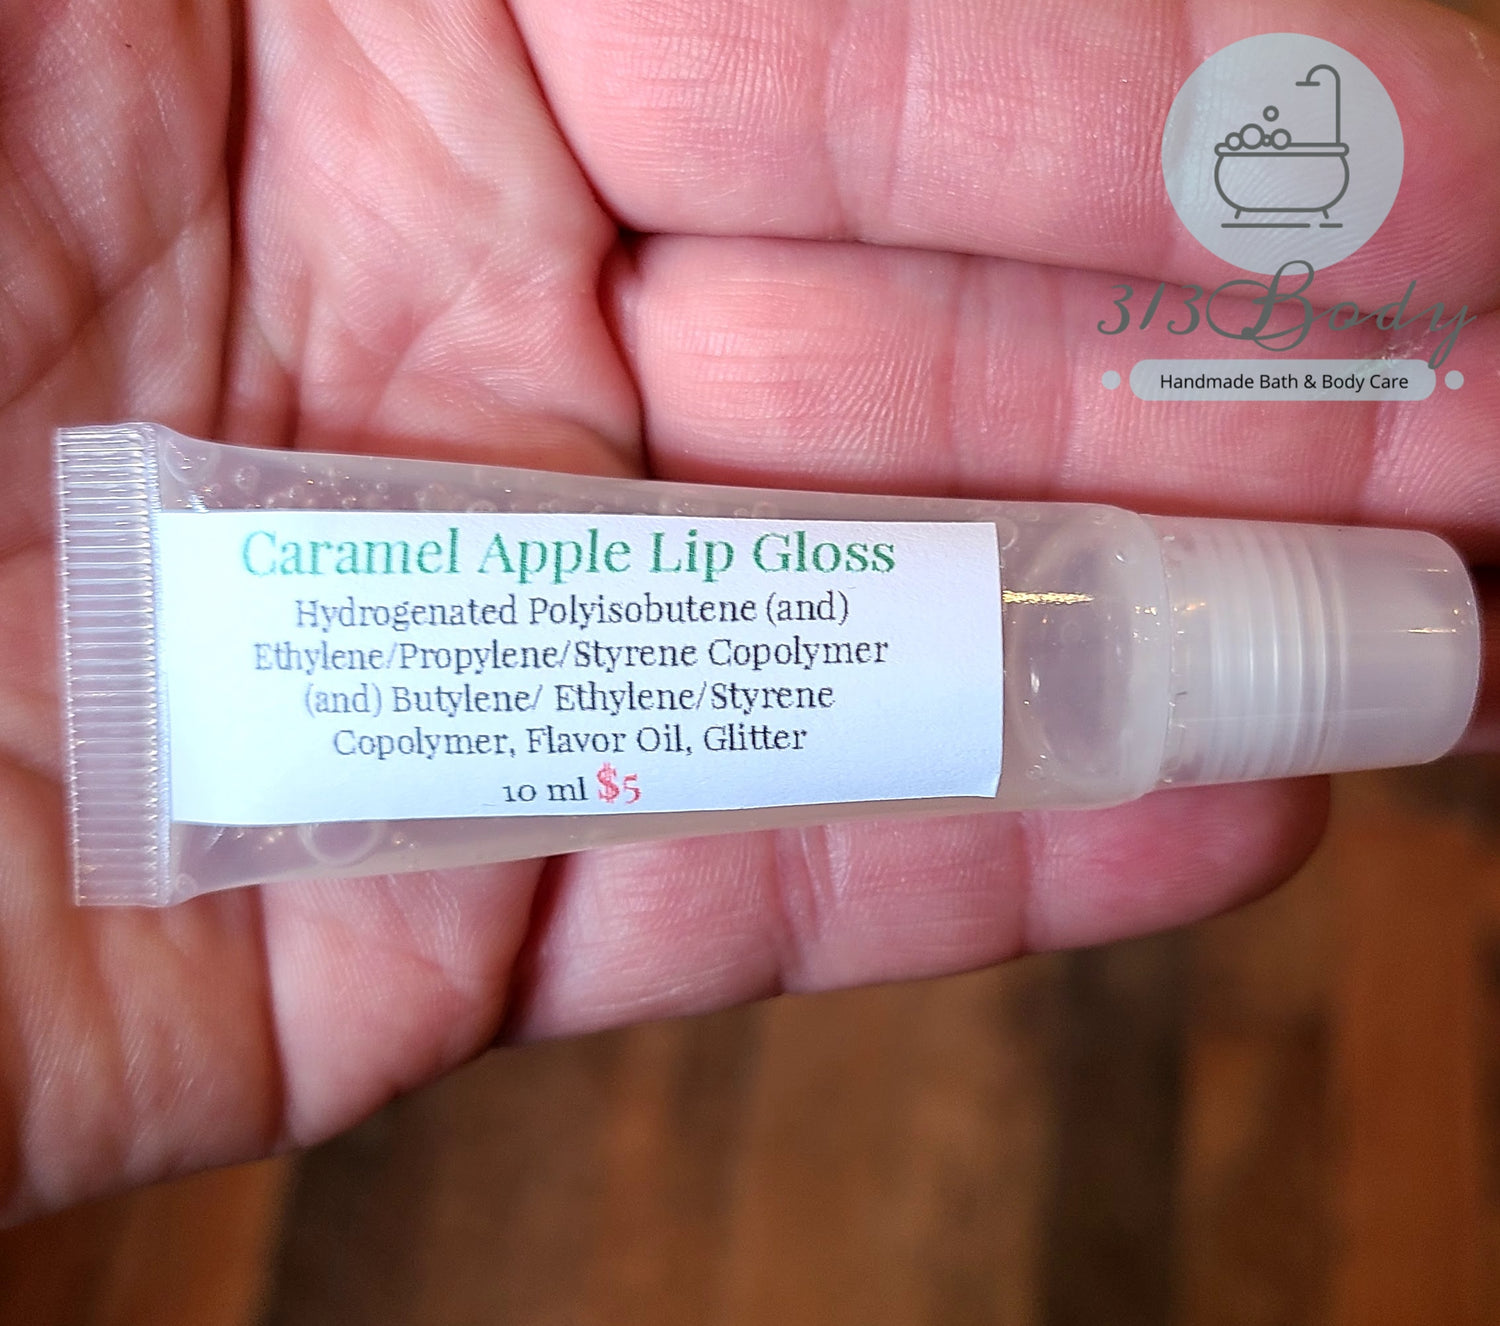 313Body
Handmade Bath & Body Care
Caramel Apple Lip Gloss
Hydrogenated Polyisobutene (and)
Ethylene/Propylene/Styrene Copolymer
(and) Butylene/ Ethylene/Styrene
Copolymer, Flavor Oil, Glitter
10 ml $5